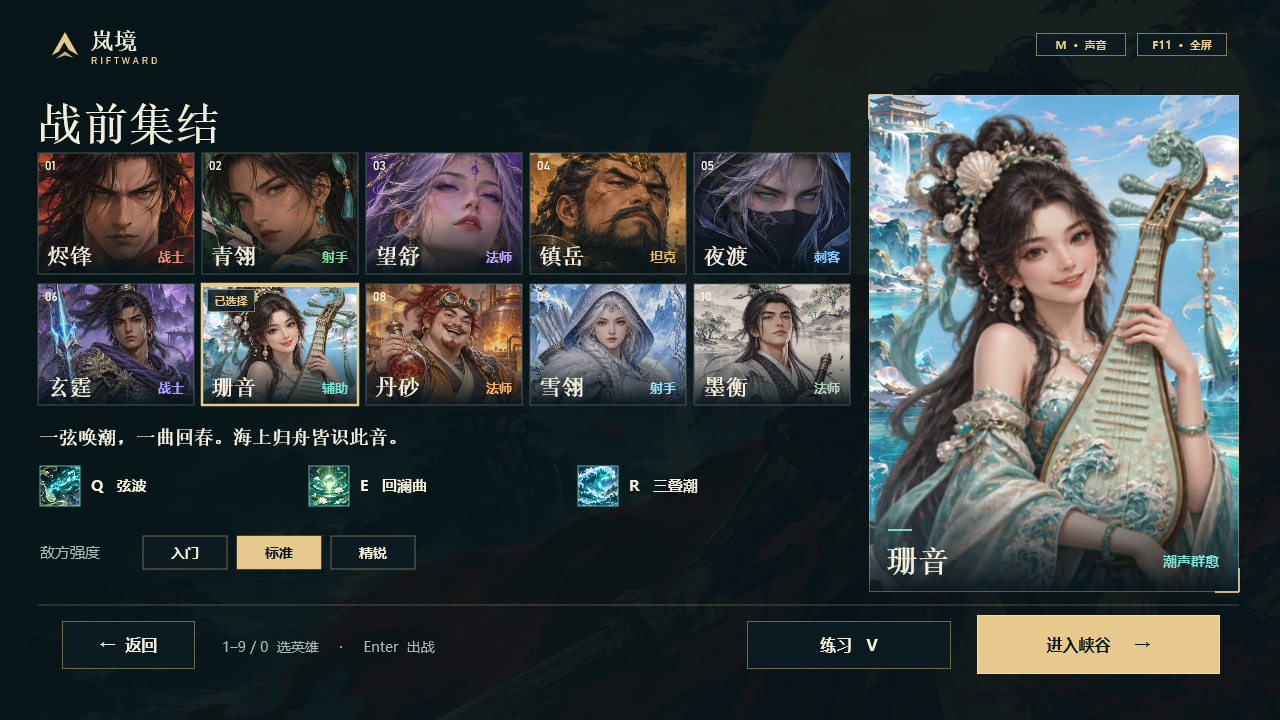 岚境
RIFTWARD
M · 声音
F11 · 全屏
战前集结
01
烬锋 战士
02
青翎 射手
03
望舒 法师
04
镇岳 坦克
05
夜渡 刺客
06
玄霆 战士
已选择
珊音 辅助
08
丹砂 法师
09
雪翎 射手
10
墨衡 法师
一弦唤潮，一曲回春。海上归舟皆识此音。
Q 弦波
E 回澜曲
R 三叠潮
敌方强度 入门 标准 精锐
珊音 潮声群愈
← 返回
1–9 / 0 选英雄 · Enter 出战
练习 V
进入峡谷 →